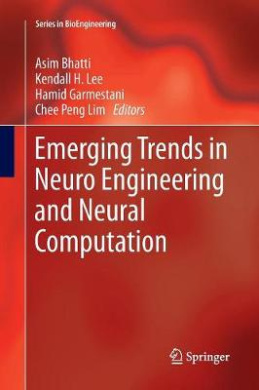 Series in BioEngineering
Asim Bhatti
Kendall H. Lee
Hamid Garmestani
Chee Peng Lim Editors
Emerging Trends in
Neuro Engineering
and Neural
Computation
Springer